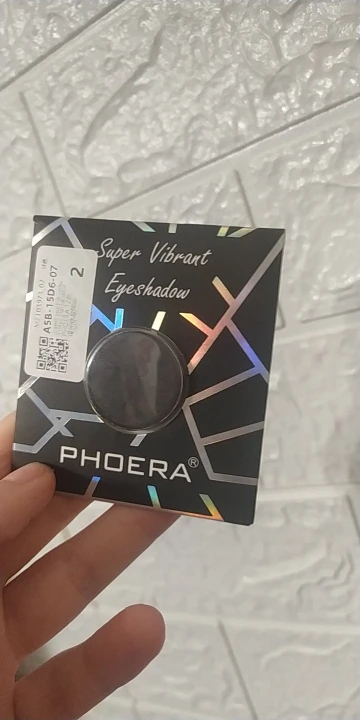 Super Vibrant
Eyeshadow
2
A5B-15D6-07
PHOERA®